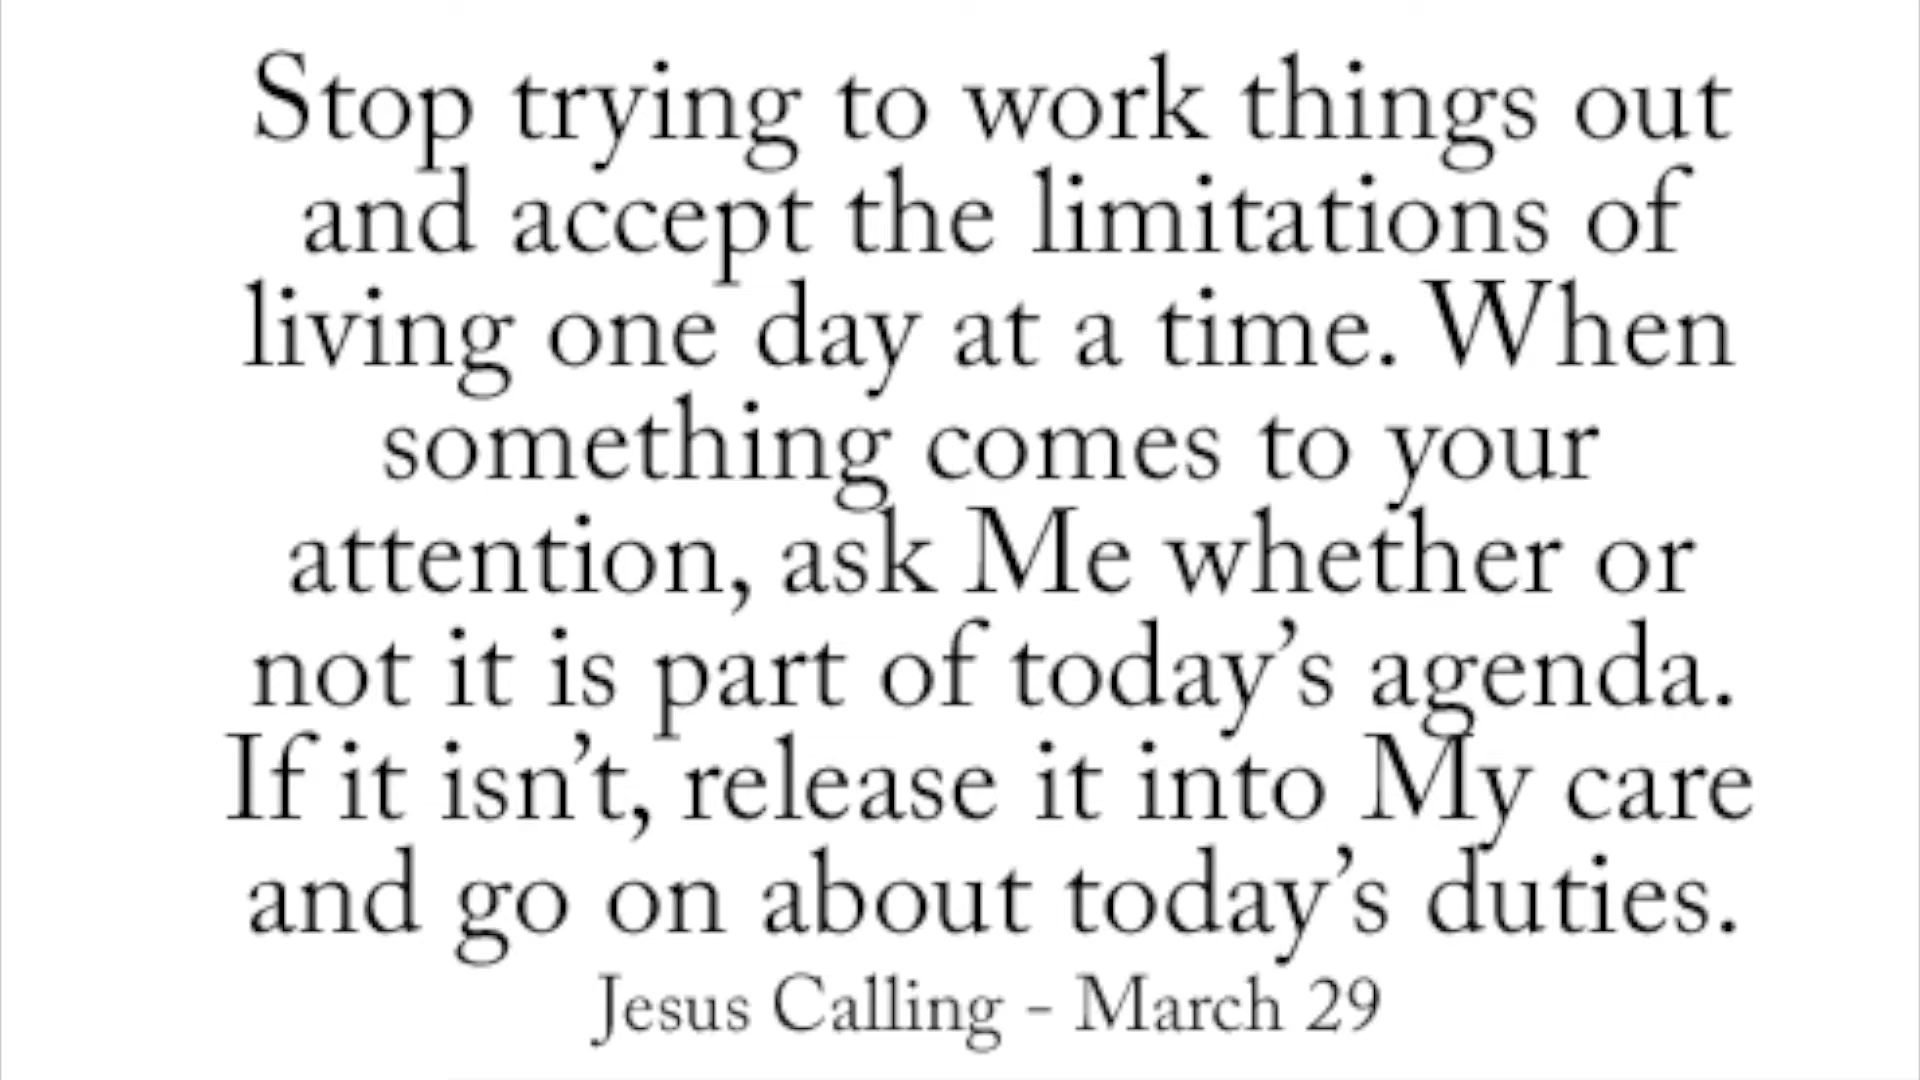 Stop trying to work things out
and accept the limitations of
living one day at a time. When
something comes to your
attention, ask Me whether or
not it is part of today’s agenda.
If it isn’t, release it into My care
and go on about today’s duties.
Jesus Calling - March 29